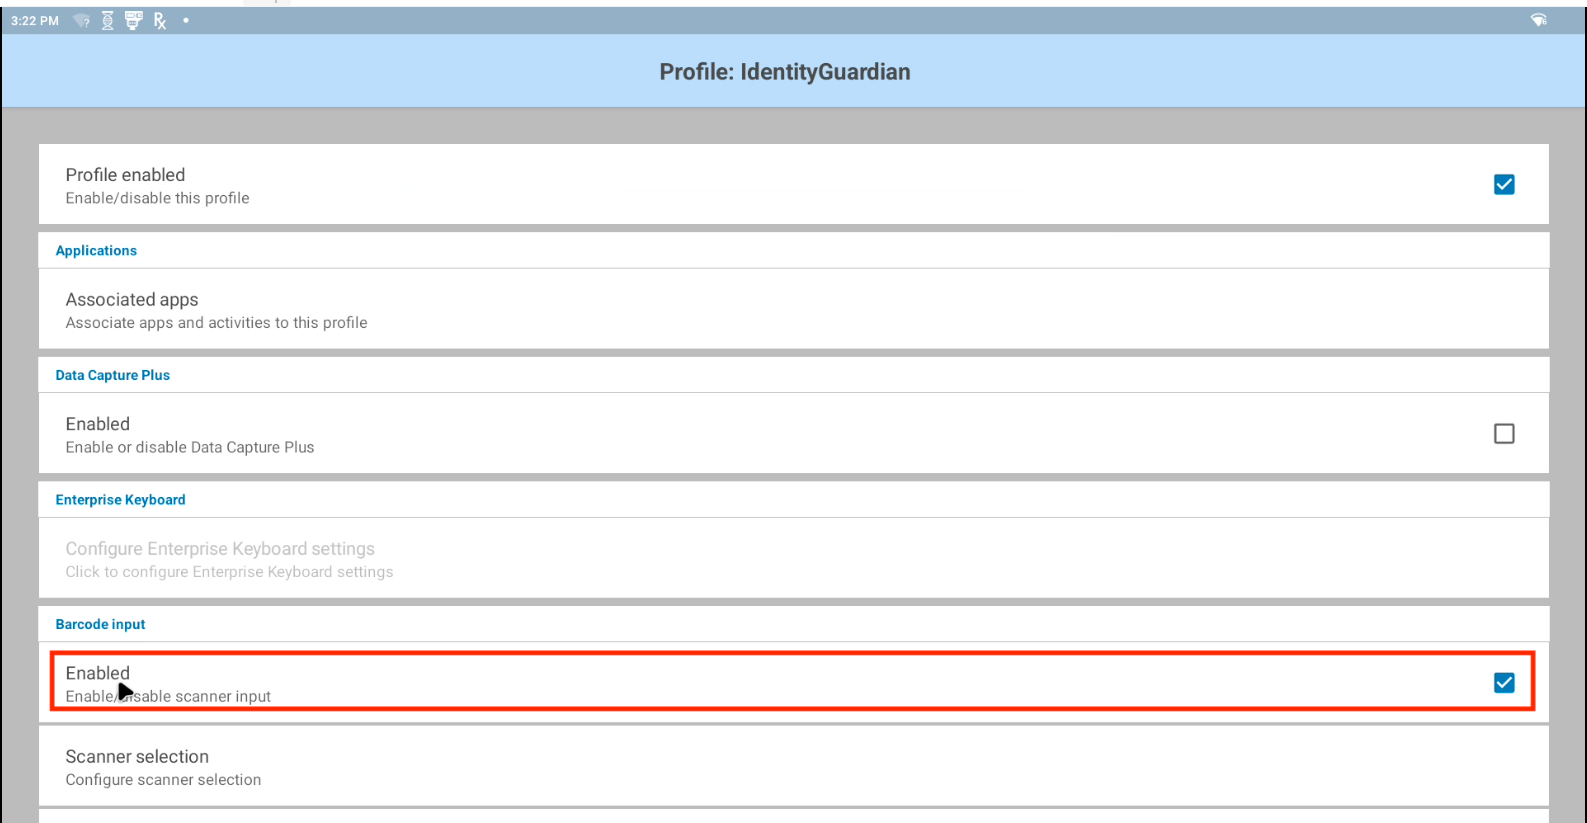 3:22 PM
Profile: IdentityGuardian
Profile enabled
Enable/disable this profile
Applications
Associated apps
Associate apps and activities to this profile
Data Capture Plus
Enabled
Enable or disable Data Capture Plus
Enterprise Keyboard
Configure Enterprise Keyboard settings
Click to configure Enterprise Keyboard settings
Barcode input
Enabled
Enable/disable scanner input
Scanner selection
Configure scanner selection